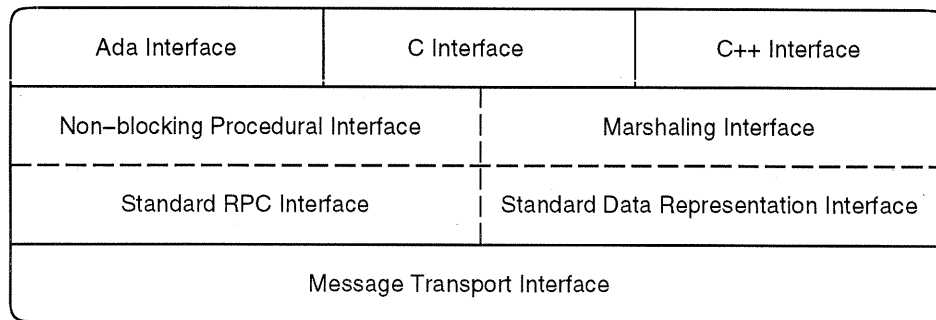 Ada Interface
C Interface
C++ Interface
Non–blocking Procedural Interface
Marshaling Interface
Standard RPC Interface
Standard Data Representation Interface
Message Transport Interface